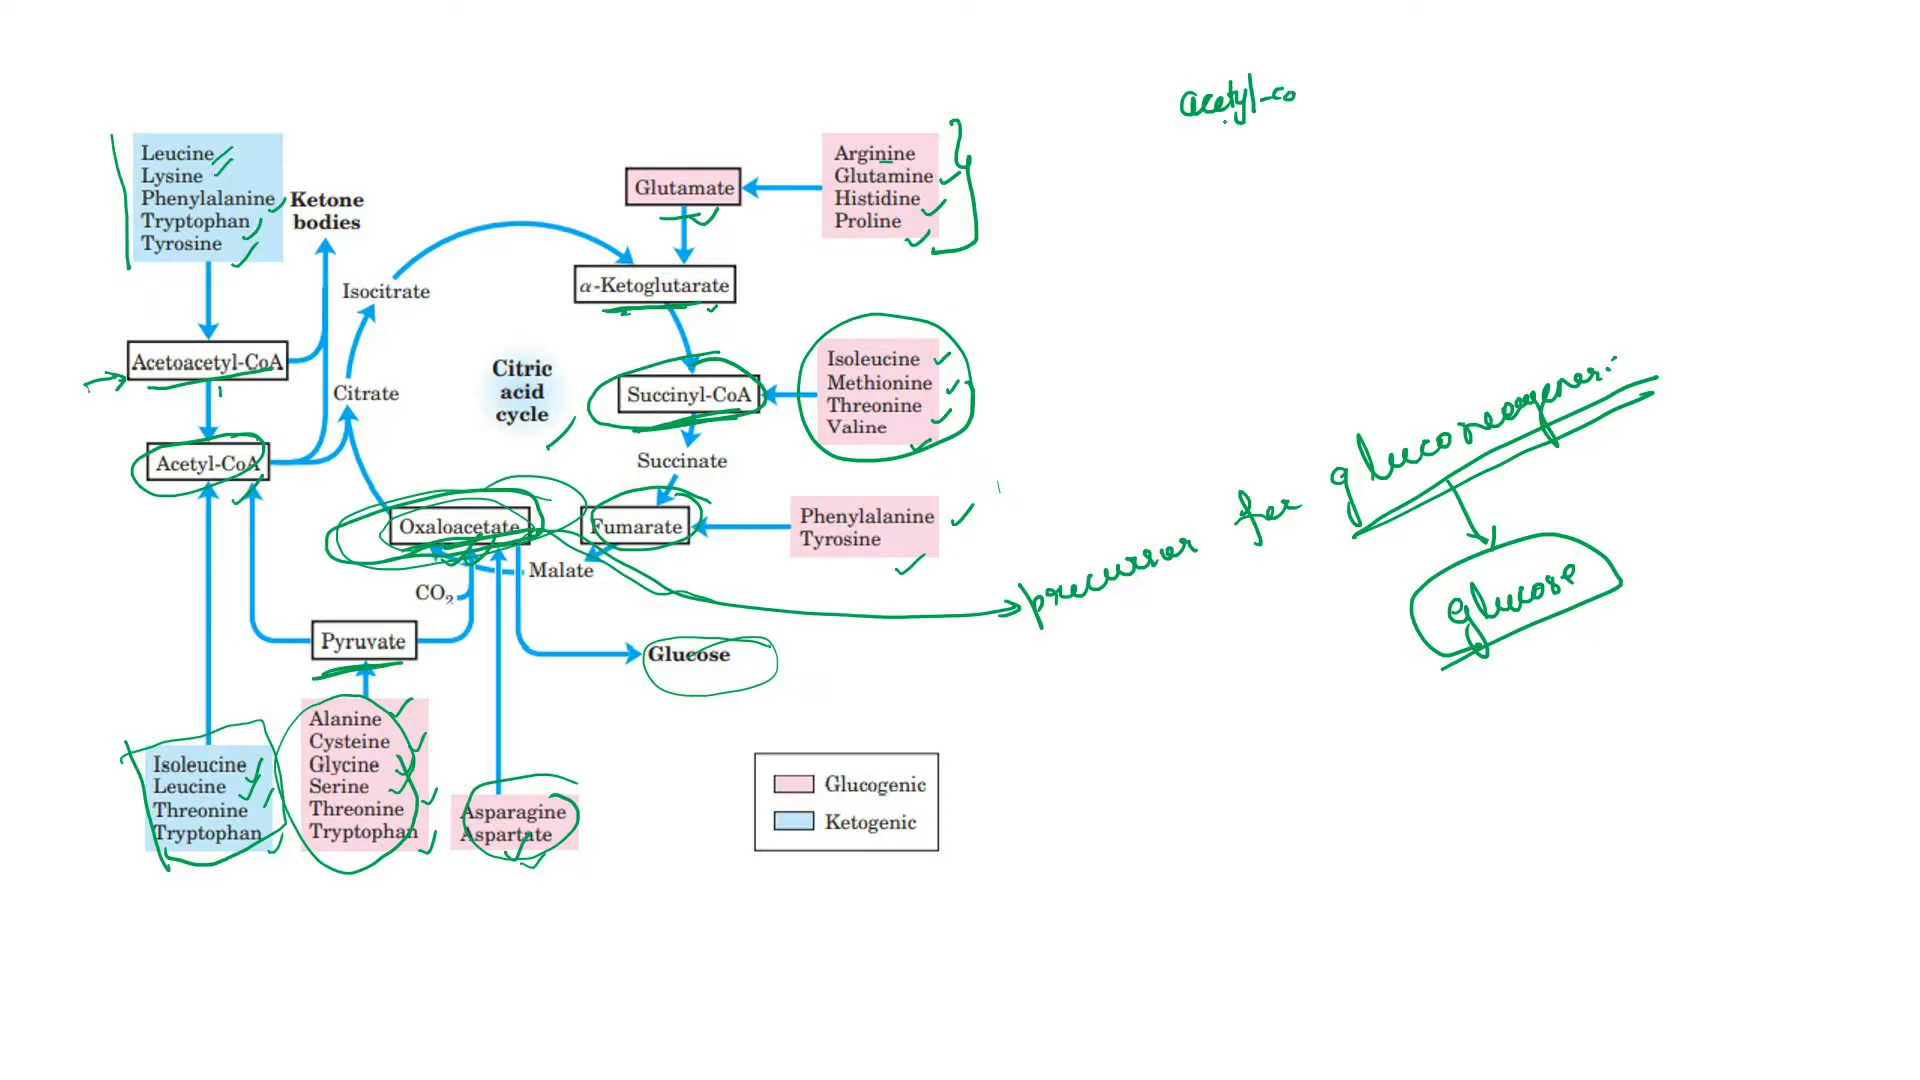 acetyl-co
Leucine
Lysine
Phenylalanine
Tryptophan
Tyrosine
Ketone
bodies
Glutamate
Arginine
Glutamine
Histidine
Proline
Isocitrate
α-Ketoglutarate
Acetoacetyl-CoA
Citrate
Citric
acid
cycle
Succinyl-CoA
Isoleucine
Methionine
Threonine
Valine
Acetyl-CoA
Succinate
Oxaloacetate
Fumarate
Phenylalanine
Tyrosine
Malate
CO₂
Pyruvate
Glucose
precursor for gluconeogenes:
glucose
Isoleucine
Leucine
Threonine
Tryptophan
Alanine
Cysteine
Glycine
Serine
Threonine
Tryptophan
Asparagine
Aspartate
Glucogenic
Ketogenic